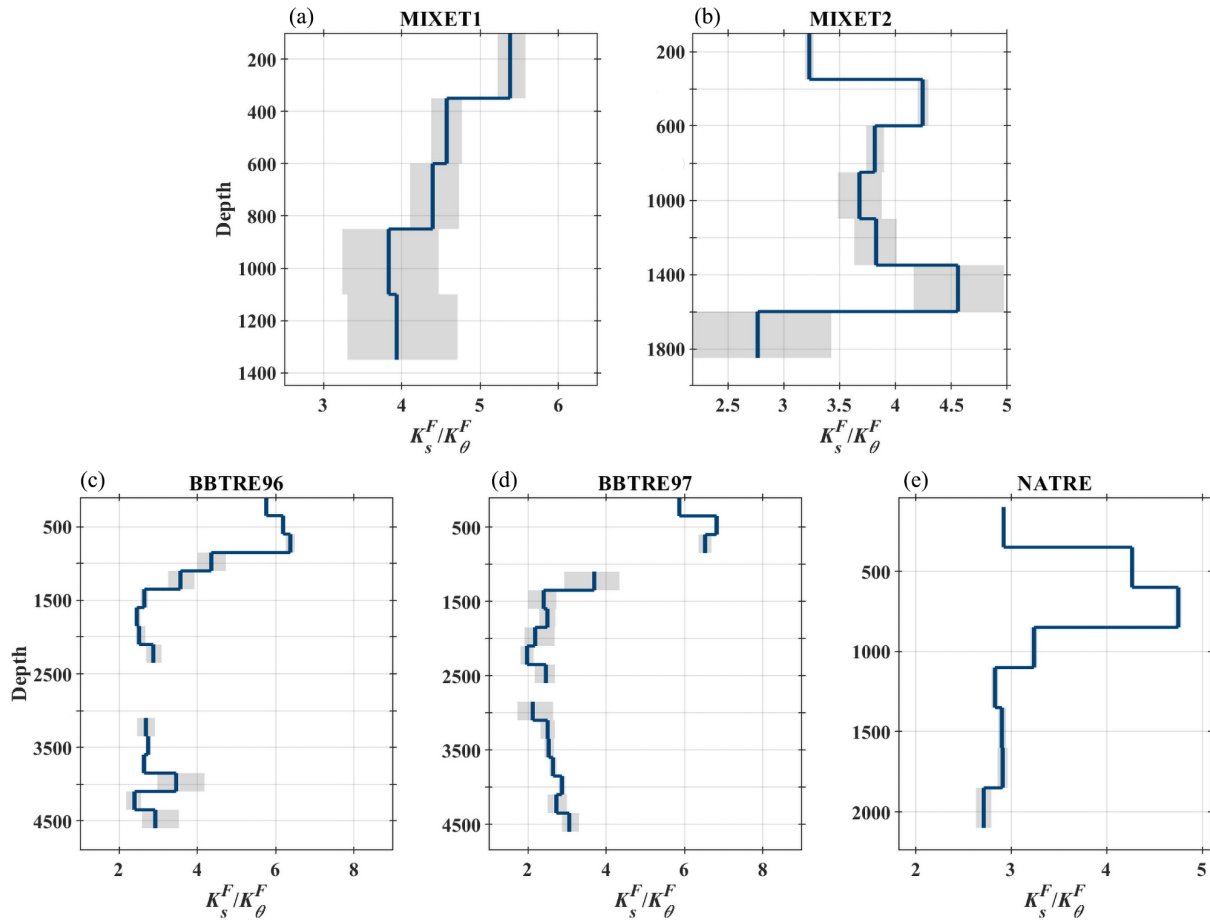 (a) MIXET1
200
400
600
800
1000
1200
1400
Depth
3 4 5 6
K_s^F/K_θ^F
(b) MIXET2
200
600
1000
1400
1800
2.5 3 3.5 4 4.5 5
K_s^F/K_θ^F
(c) BBTRE96
500
1500
2500
3500
4500
Depth
2 4 6 8
K_s^F/K_θ^F
(d) BBTRE97
500
1500
2500
3500
4500
2 4 6 8
K_s^F/K_θ^F
(e) NATRE
500
1000
1500
2000
2 3 4 5
K_s^F/K_θ^F